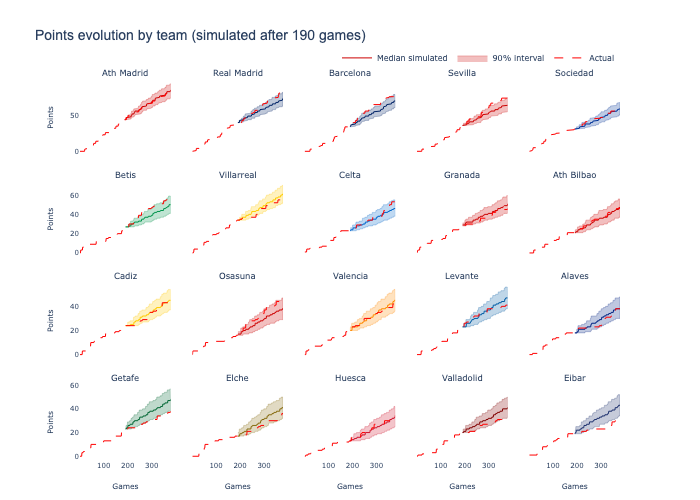 Points evolution by team (simulated after 190 games)
Median simulated 90% interval Actual
Ath Madrid Real Madrid Barcelona Sevilla Sociedad
Points
50
0
Betis Villarreal Celta Granada Ath Bilbao
Points
60
40
20
0
Cadiz Osasuna Valencia Levante Alaves
Points
40
20
0
Getafe Elche Huesca Valladolid Eibar
Points
60
40
20
0
100 200 300 100 200 300 100 200 300 100 200 300 100 200 300
Games Games Games Games Games